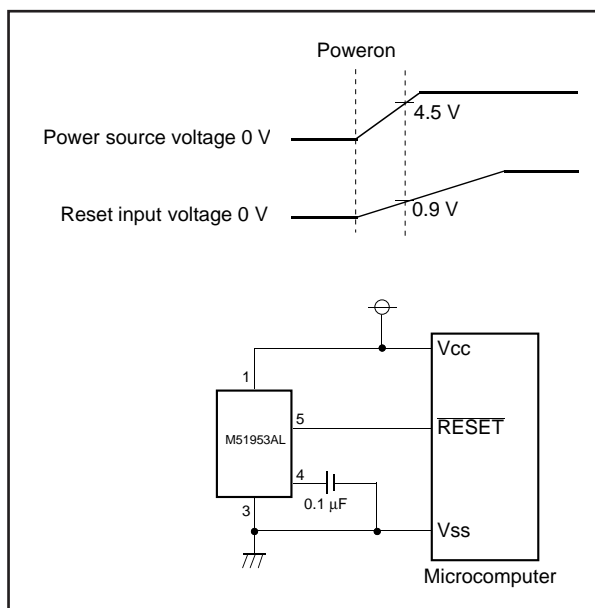 Poweron
4.5 V
Power source voltage 0 V
0.9 V
Reset input voltage 0 V
1
Vcc
5
RESET
M51953AL
4
0.1 μF
3
Vss
Microcomputer